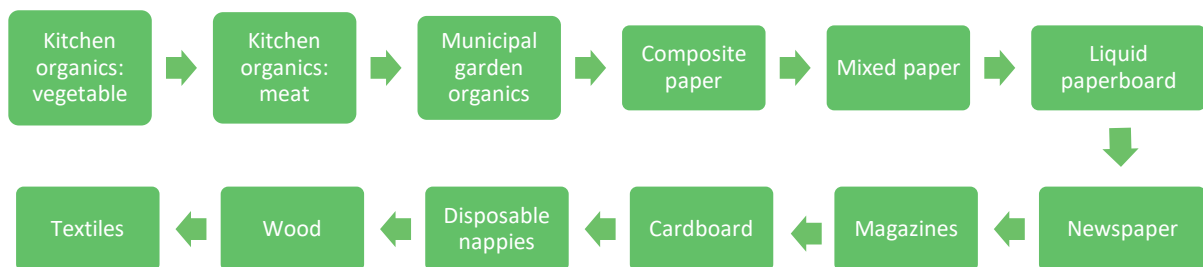 Kitchen
organics:
vegetable
Kitchen
organics:
meat
Municipal
garden
organics
Composite
paper
Mixed paper
Liquid
paperboard
Newspaper
Magazines
Cardboard
Disposable
nappies
Wood
Textiles